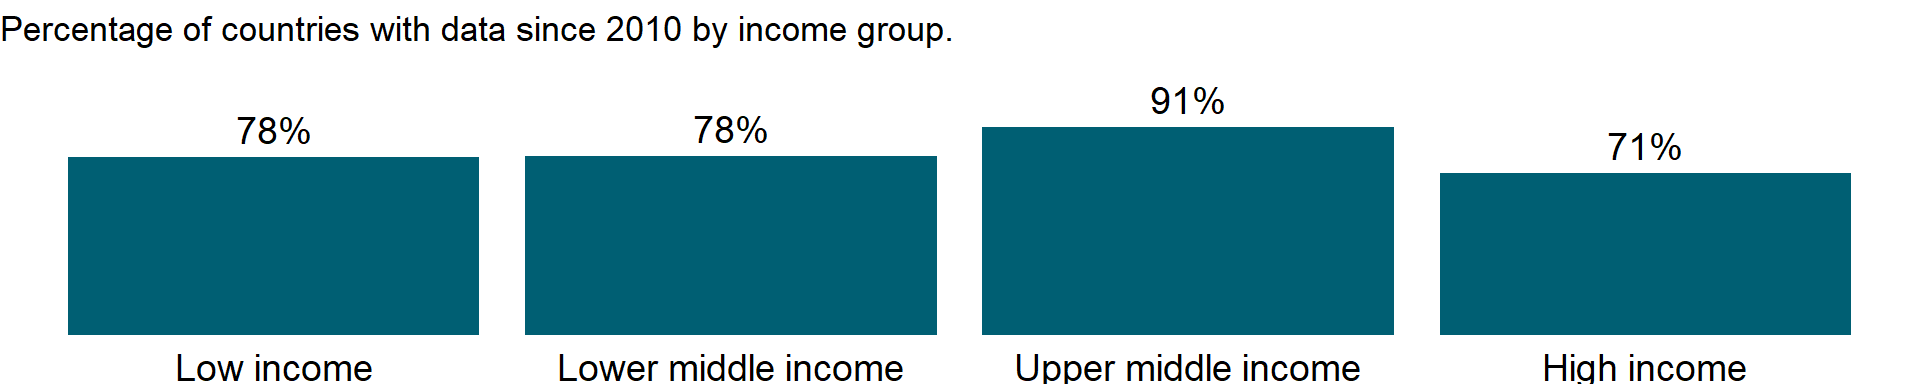 Percentage of countries with data since 2010 by income group.
78%
78%
91%
71%
Low income
Lower middle income
Upper middle income
High income